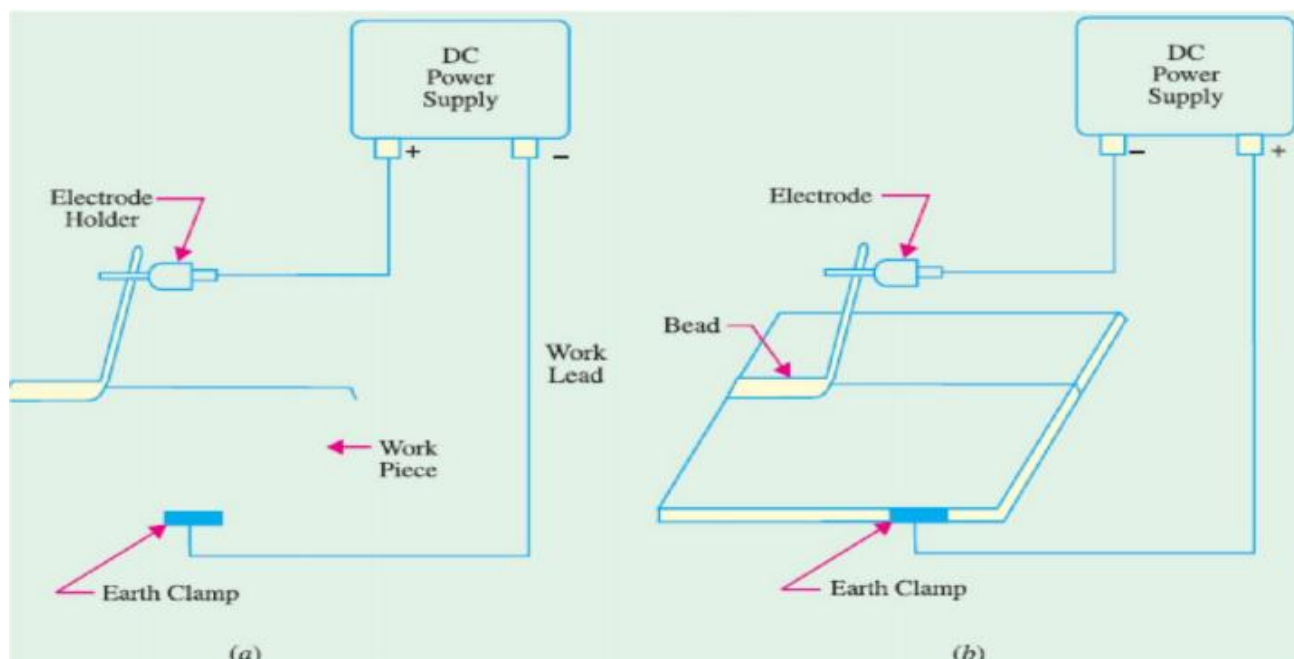 DC
Power
Supply
+
−
Electrode
Holder
Work
Lead
Work
Piece
Earth Clamp
(a)
DC
Power
Supply
−
+
Electrode
Bead
Earth Clamp
(b)